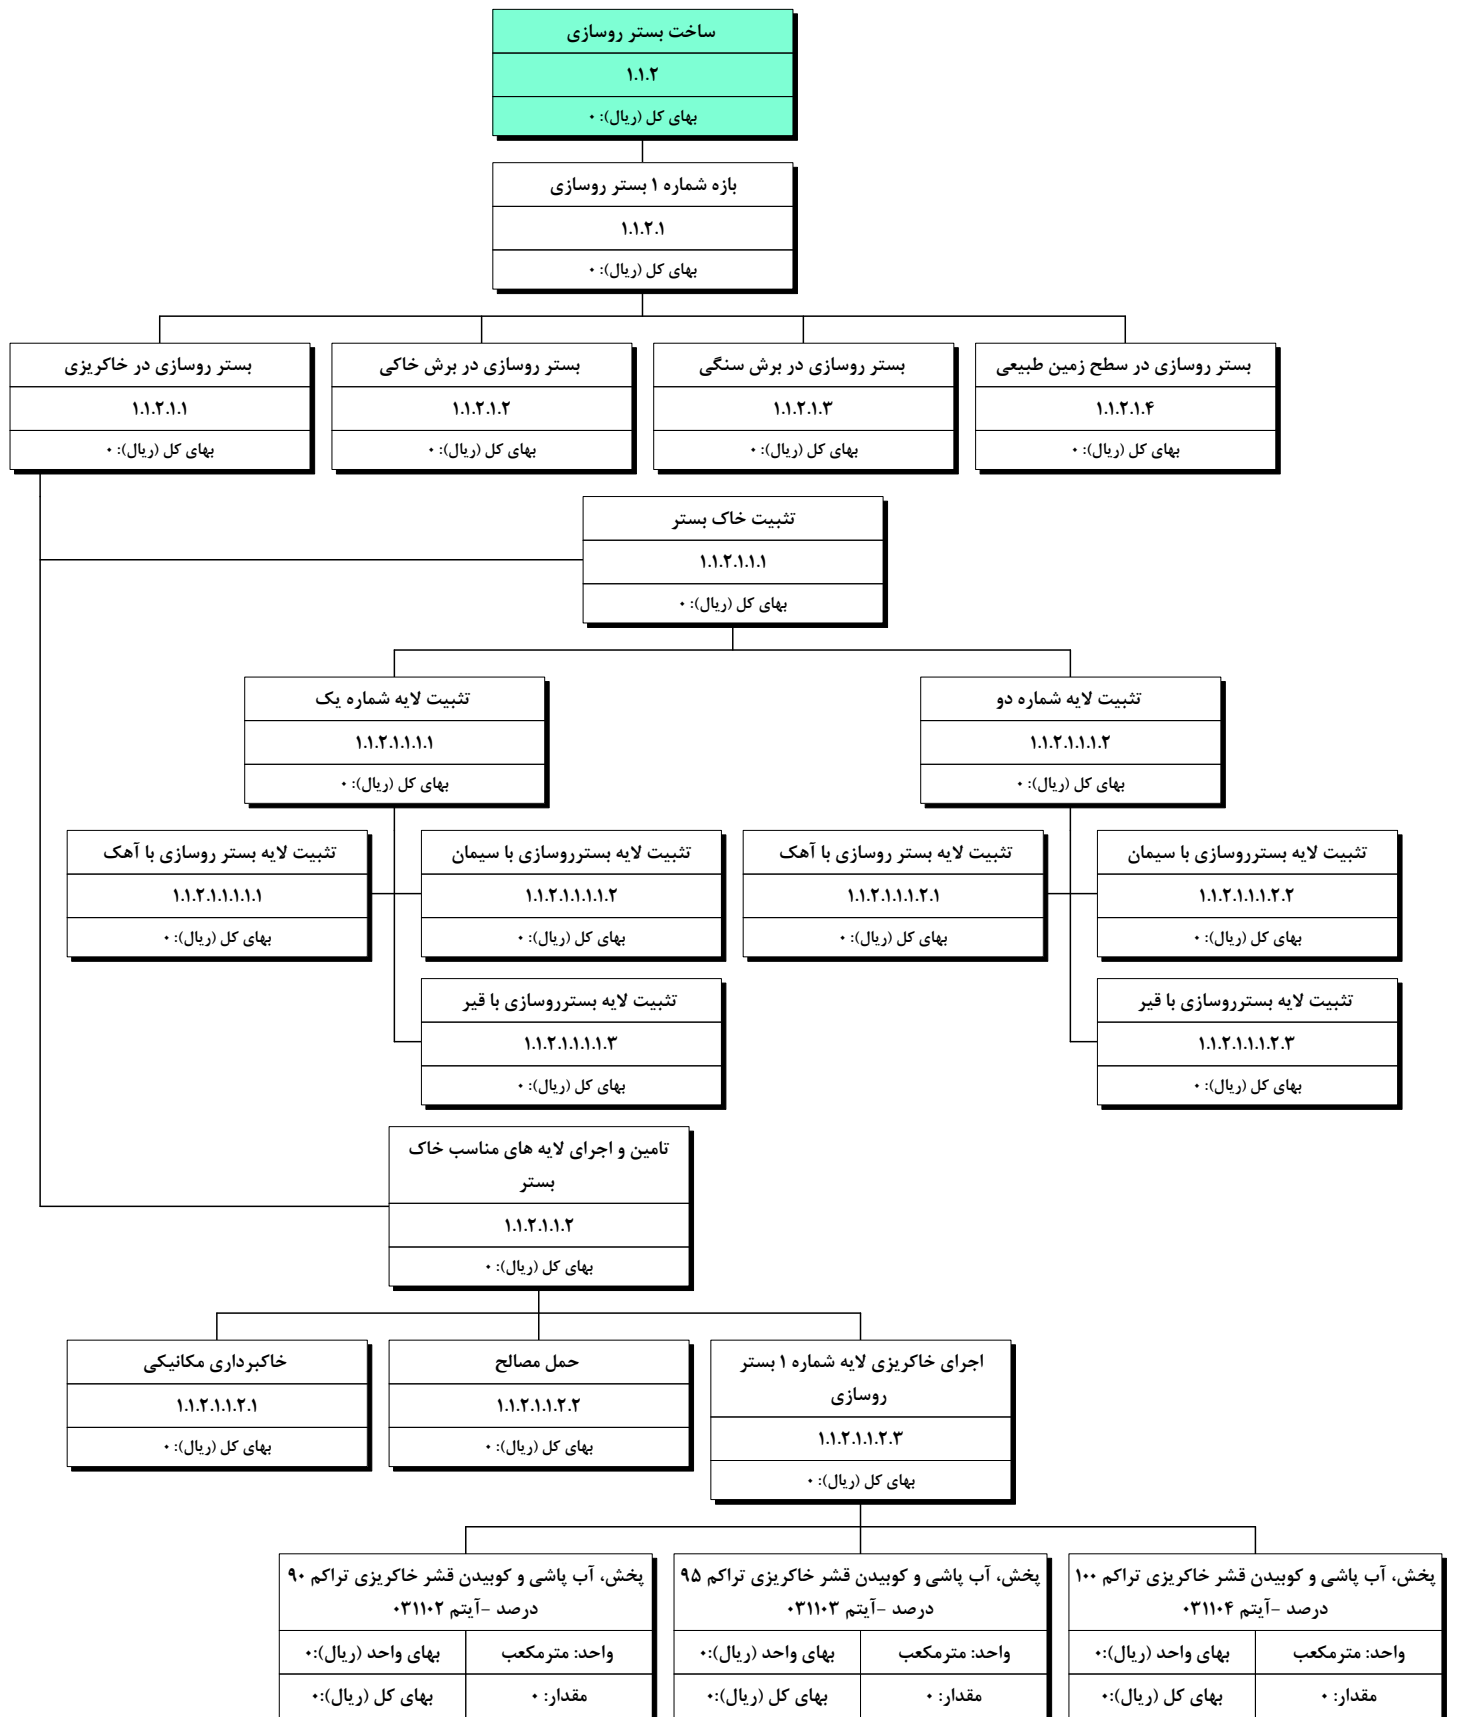 ساخت بستر روسازی
۱.۱.۲
بهای کل (ریال): ۰
بازه شماره ۱ بستر روسازی
۱.۱.۲.۱
بهای کل (ریال): ۰
بستر روسازی در خاکریزی
۱.۱.۲.۱.۱
بهای کل (ریال): ۰
بستر روسازی در برش خاکی
۱.۱.۲.۱.۲
بهای کل (ریال): ۰
بستر روسازی در برش سنگی
۱.۱.۲.۱.۳
بهای کل (ریال): ۰
بستر روسازی در سطح زمین طبیعی
۱.۱.۲.۱.۴
بهای کل (ریال): ۰
تثبیت خاک بستر
۱.۱.۲.۱.۱.۱
بهای کل (ریال): ۰
تثبیت لایه شماره یک
۱.۱.۲.۱.۱.۱.۱
بهای کل (ریال): ۰
تثبیت لایه شماره دو
۱.۱.۲.۱.۱.۱.۲
بهای کل (ریال): ۰
تثبیت لایه بستر روسازی با آهک
۱.۱.۲.۱.۱.۱.۱.۱
بهای کل (ریال): ۰
تثبیت لایه بسترروسازی با سیمان
۱.۱.۲.۱.۱.۱.۱.۲
بهای کل (ریال): ۰
تثبیت لایه بستر روسازی با آهک
۱.۱.۲.۱.۱.۱.۲.۱
بهای کل (ریال): ۰
تثبیت لایه بسترروسازی با سیمان
۱.۱.۲.۱.۱.۱.۲.۲
بهای کل (ریال): ۰
تثبیت لایه بسترروسازی با قیر
۱.۱.۲.۱.۱.۱.۱.۳
بهای کل (ریال): ۰
تثبیت لایه بسترروسازی با قیر
۱.۱.۲.۱.۱.۱.۲.۳
بهای کل (ریال): ۰
تامین و اجرای لایه های مناسب خاک
بستر
۱.۱.۲.۱.۱.۲
بهای کل (ریال): ۰
خاکبرداری مکانیکی
۱.۱.۲.۱.۱.۲.۱
بهای کل (ریال): ۰
حمل مصالح
۱.۱.۲.۱.۱.۲.۲
بهای کل (ریال): ۰
اجرای خاکریزی لایه شماره ۱ بستر
روسازی
۱.۱.۲.۱.۱.۲.۳
بهای کل (ریال): ۰
پخش، آب پاشی و کوبیدن قشر خاکریزی تراکم ۹۰
درصد -آیتم ۰۳۱۱۰۲
واحد: مترمکعب
بهای واحد (ریال):۰
مقدار: ۰
بهای کل (ریال):۰
پخش، آب پاشی و کوبیدن قشر خاکریزی تراکم ۹۵
درصد -آیتم ۰۳۱۱۰۳
واحد: مترمکعب
بهای واحد (ریال):۰
مقدار: ۰
بهای کل (ریال):۰
پخش، آب پاشی و کوبیدن قشر خاکریزی تراکم ۱۰۰
درصد -آیتم ۰۳۱۱۰۴
واحد: مترمکعب
بهای واحد (ریال):۰
مقدار: ۰
بهای کل (ریال):۰